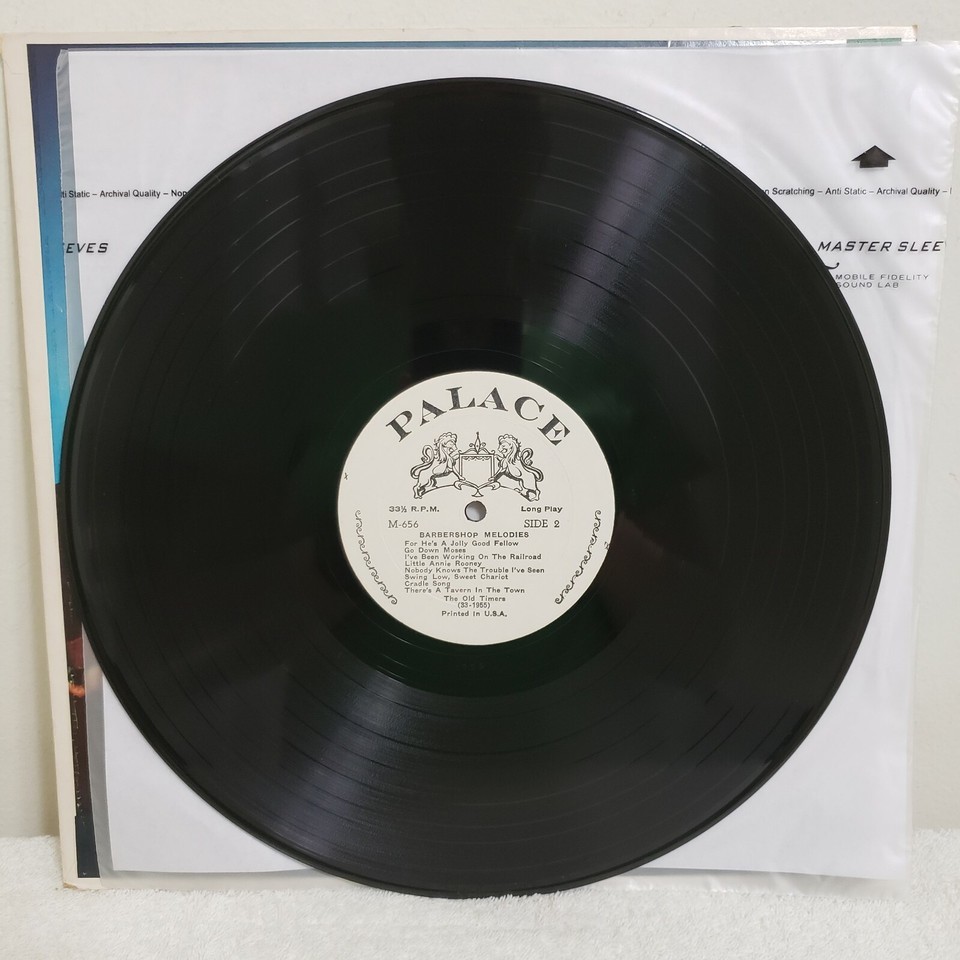 ti Static – Archival Quality – Non
n Scratching – Anti Static – Archival Quality –
EEVES
MASTER SLEEV
MOBILE FIDELITY
SOUND LAB
PALACE
33⅓ R.P.M. Long Play
M-656 SIDE 2
BARBERSHOP MELODIES
For He's A Jolly Good Fellow
Go Down Moses
I've Been Working On The Railroad
Little Annie Rooney
Nobody Knows The Trouble I've Seen
Swing Low, Sweet Chariot
Cradle Song
There's A Tavern In The Town
The Old Timers
(33-1955)
Printed in U.S.A.